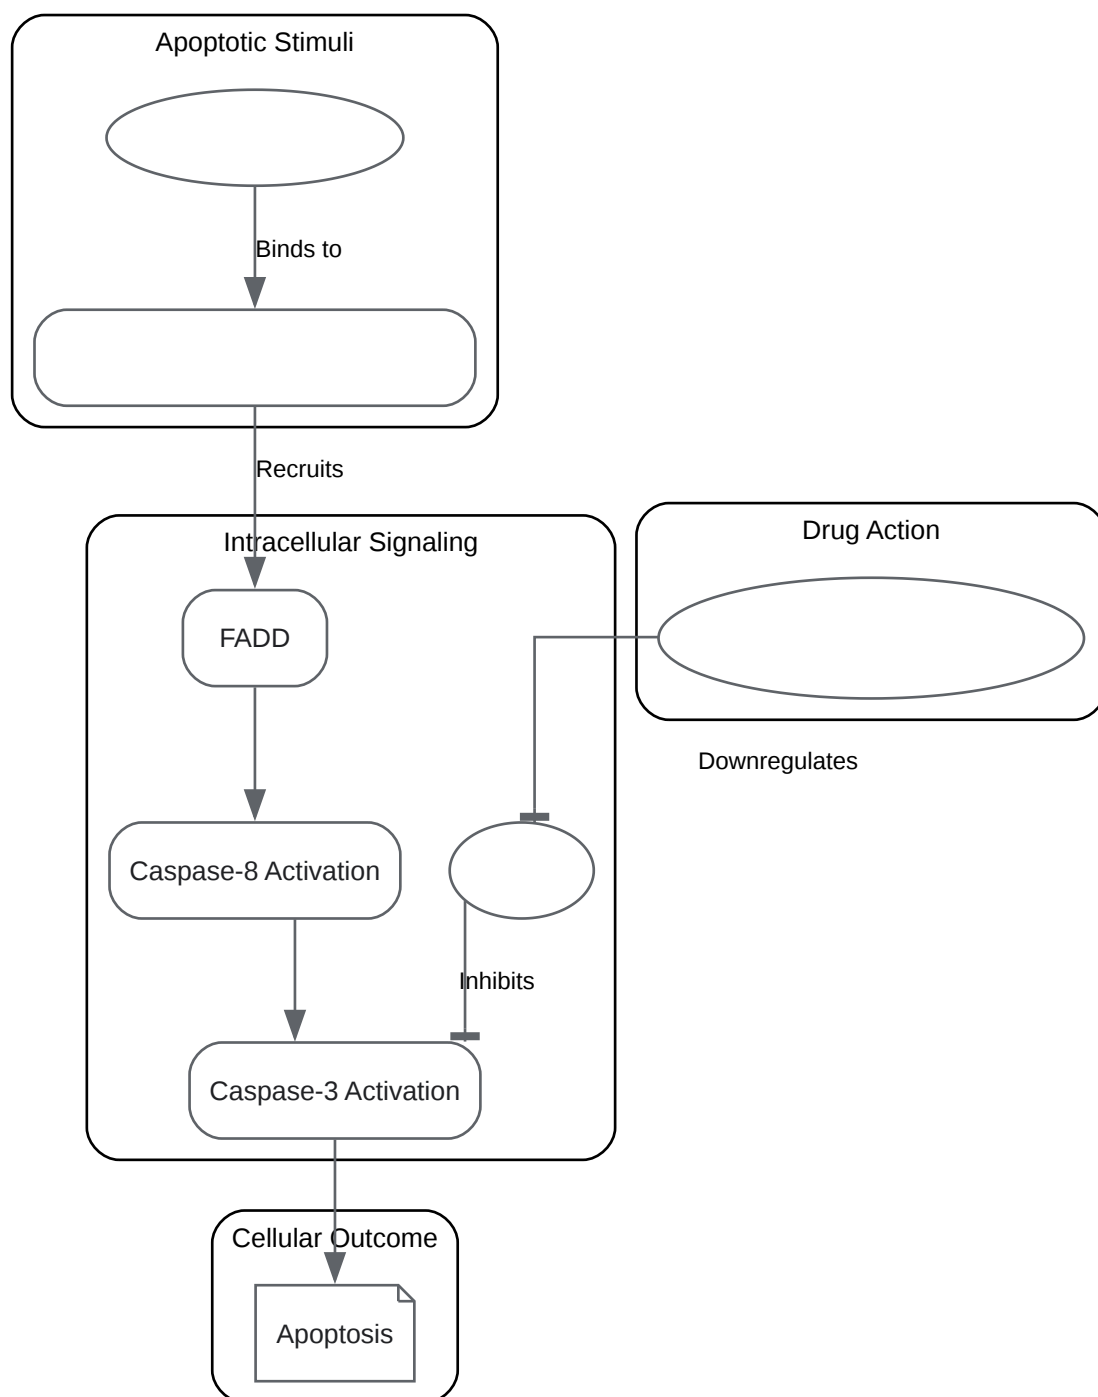 Apoptotic Stimuli
Binds to
Recruits
Intracellular Signaling
Drug Action
FADD
Downregulates
Caspase-8 Activation
Inhibits
Caspase-3 Activation
Cellular Outcome
Apoptosis